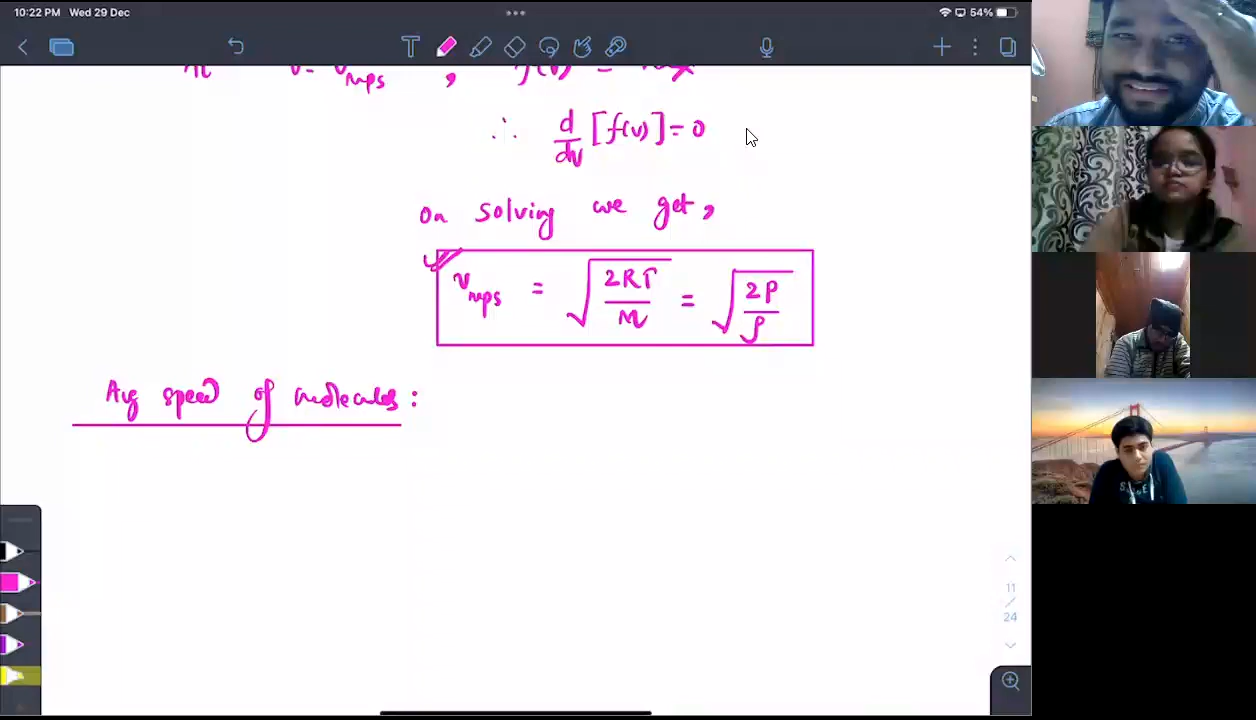 10:22 PM Wed 29 Dec
54%
v = v_mps , f(v) =
∴ d/dv [f(v)] = 0
On solving we get,
v_mps = √(2RT/M) = √(2P/ρ)
Avg speed of molecules :
11
/
24